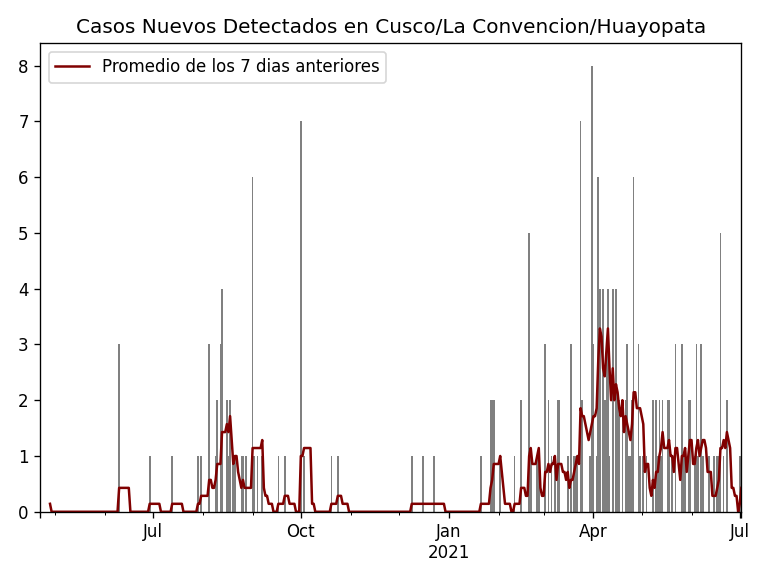 Casos Nuevos Detectados en Cusco/La Convencion/Huayopata
Promedio de los 7 dias anteriores
8
7
6
5
4
3
2
1
0
Jul
Oct
Jan
Apr
Jul
2021